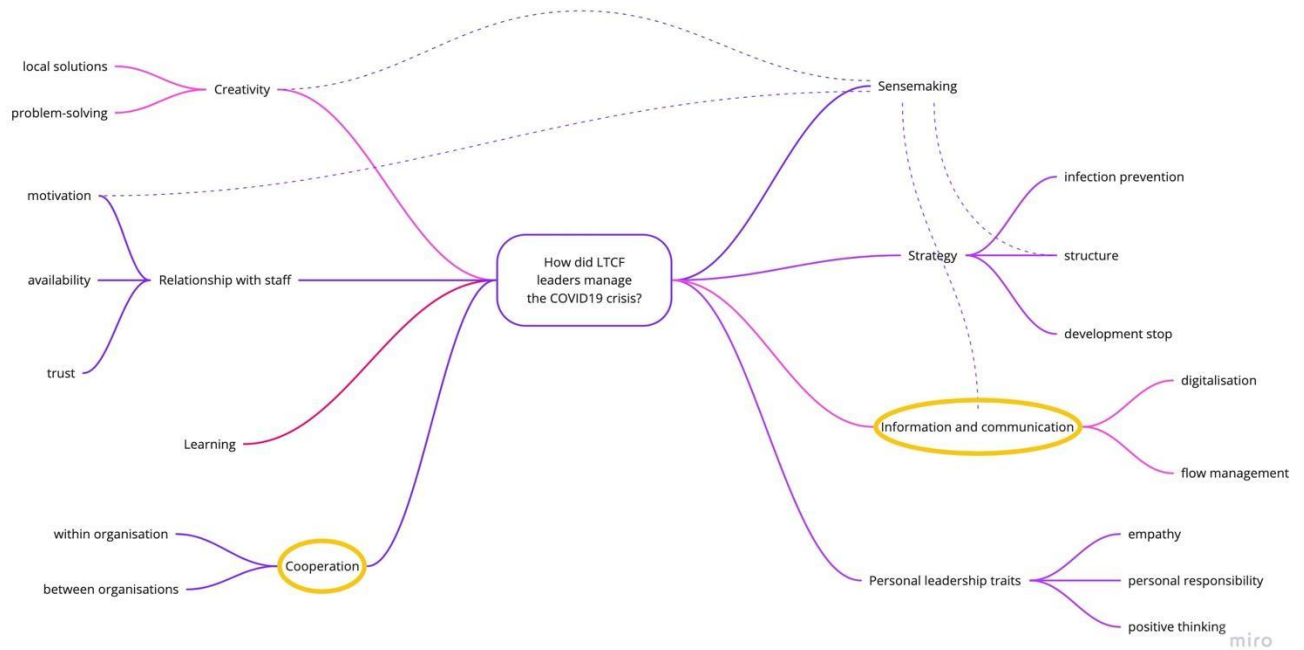 local solutions
Creativity
problem-solving
motivation
availability
Relationship with staff
trust
Learning
within organisation
Cooperation
between organisations
How did LTCF
leaders manage
the COVID19 crisis?
Sensemaking
infection prevention
Strategy
structure
development stop
digitalisation
Information and communication
flow management
empathy
Personal leadership traits
personal responsibility
positive thinking
miro